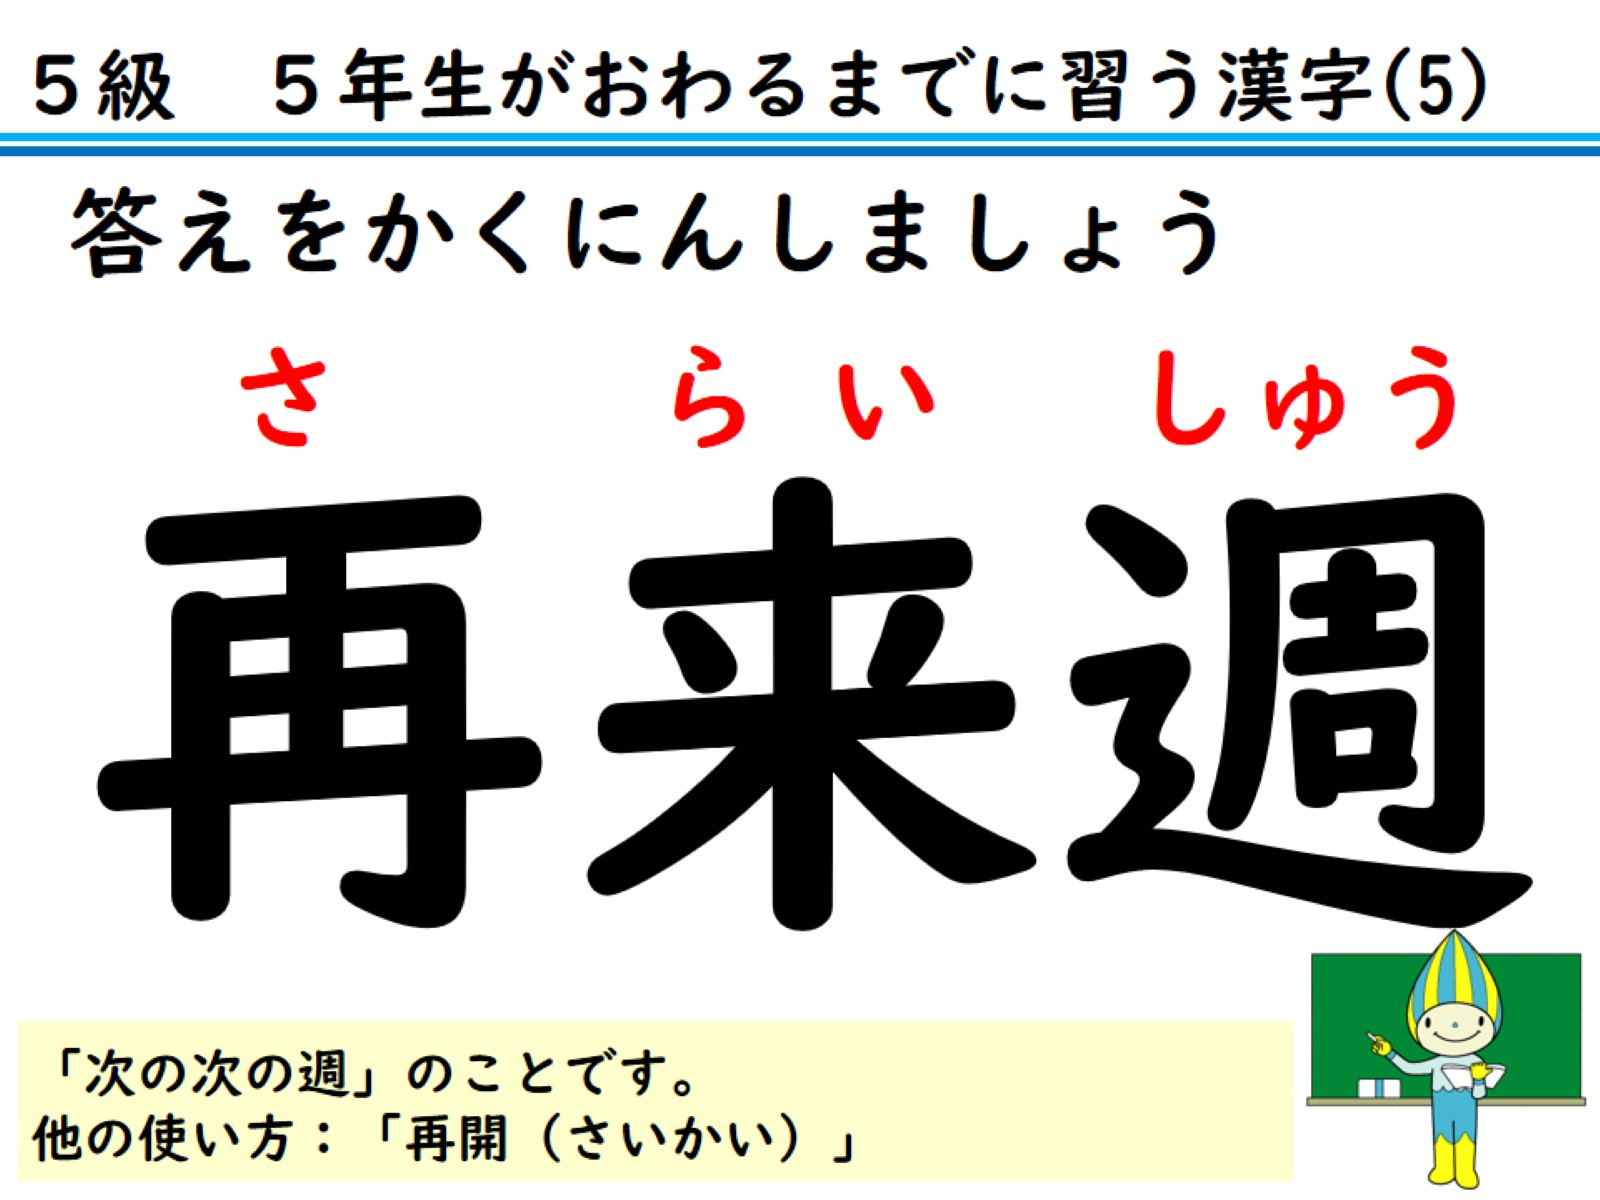 ５級　５年生がおわるまでに習う漢字(5)
答えをかくにんしましょう
さ　らい　しゅう
再来週
「次の次の週」のことです。
他の使い方：「再開（さいかい）」